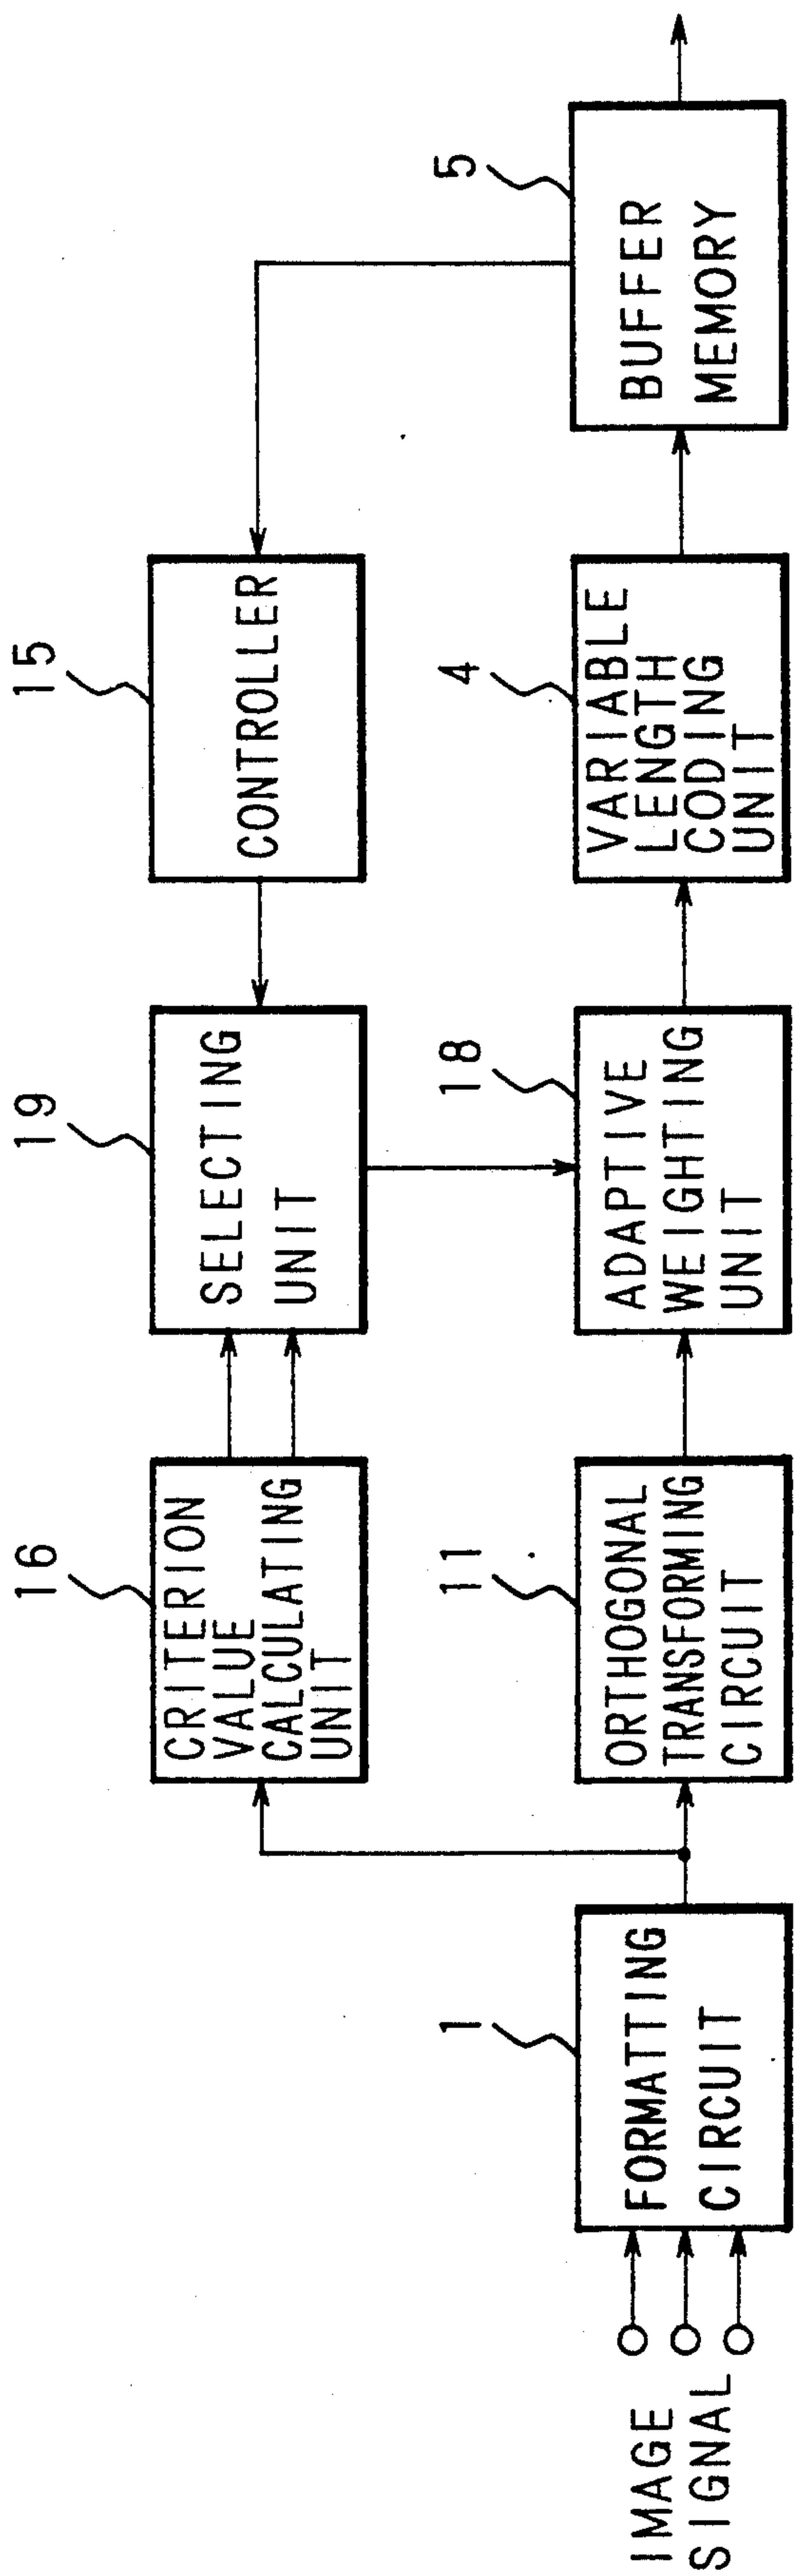 16
CRITERION
VALUE
CALCULATING
UNIT
19
SELECTING
UNIT
15
CONTROLLER
IMAGE
SIGNAL
1
FORMATTING
CIRCUIT
11
ORTHOGONAL
TRANSFORMING
CIRCUIT
18
ADAPTIVE
WEIGHTING
UNIT
4
VARIABLE
LENGTH
CODING
UNIT
5
BUFFER
MEMORY